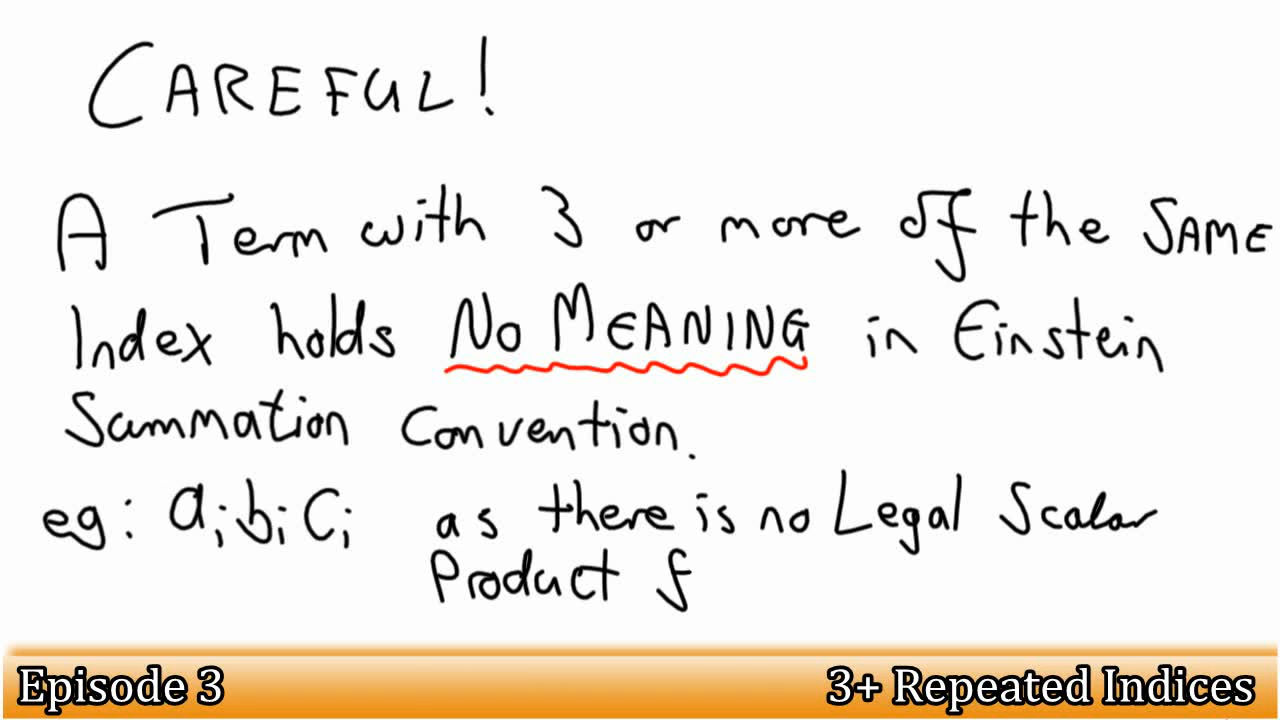 CAREFUL!
A Term with 3 or more of the SAME
Index holds No MEANING in Einstein
Summation Convention.
eg: aᵢbᵢCᵢ as there is no Legal Scalar
Product f
Episode 3
3+ Repeated Indices